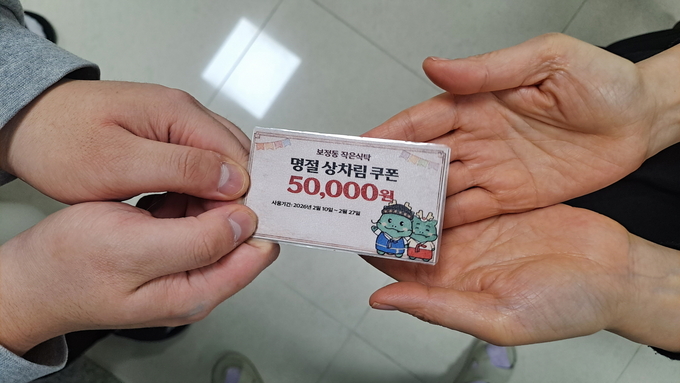 보정동 작은식탁
명절 상차림 쿠폰
50,000원
사용기간: 2026년 2월 10일 ~ 2월 27일